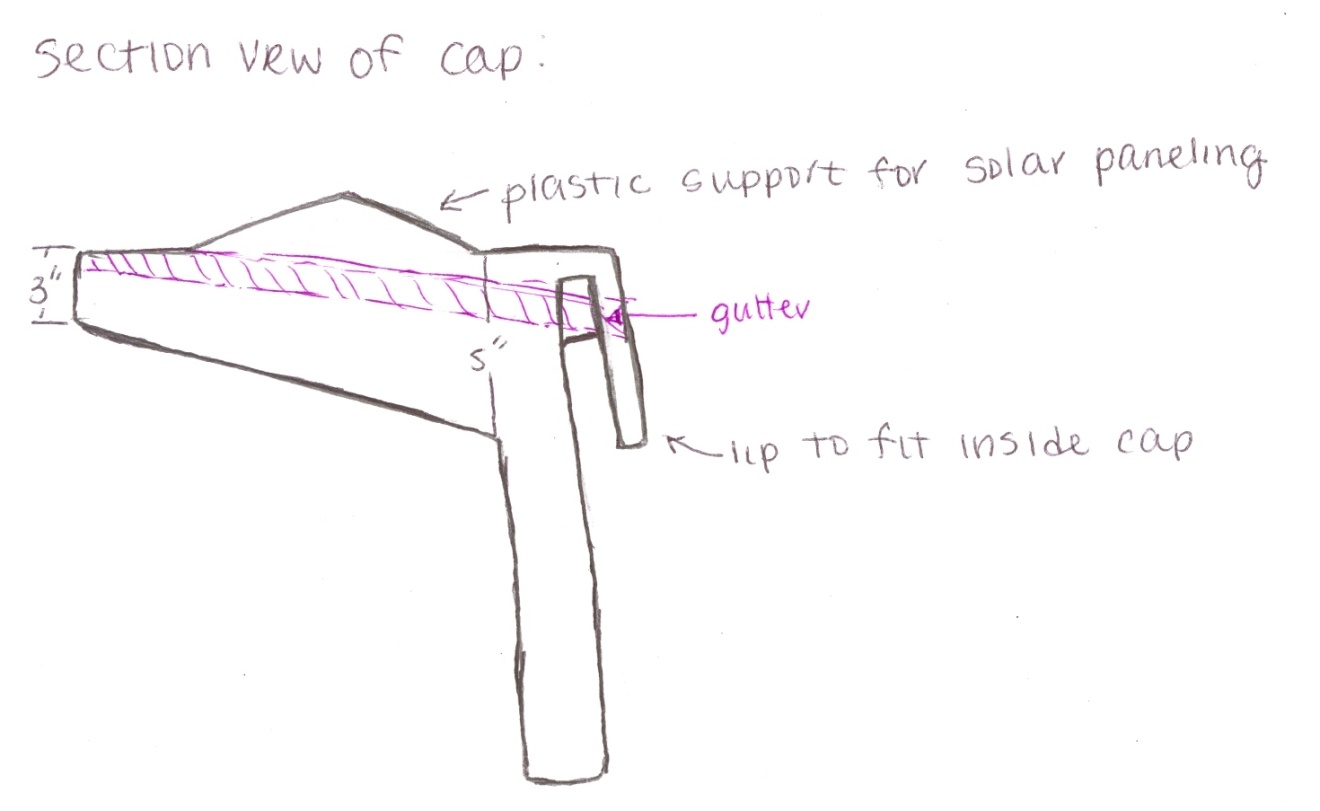 section view of cap:
plastic support for solar paneling
3"
gutter
5"
lip to fit inside cap